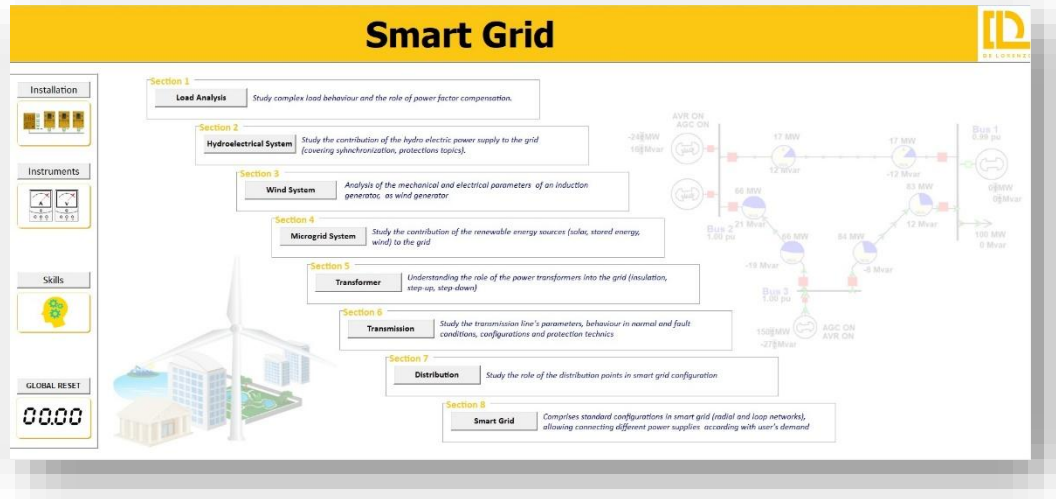 Smart Grid
DE LORENZO
Installation
Instruments
A
V
Skills
GLOBAL RESET
00.00
Section 1
Load Analysis
Study complex load behaviour and the role of power factor compensation.
Section 2
Hydroelectrical System
Study the contribution of the hydro electric power supply to the grid
(covering syhnchronization, protections topics).
Section 3
Wind System
Analysis of the mechanical and electrical parameters of an induction
generator, as wind generator
Section 4
Microgrid System
Study the contribution of the renewable energy sources (solar, stored energy,
wind) to the grid
Section 5
Transformer
Understanding the role of the power transformers into the grid (insulation,
step-up, step-down)
Section 6
Transmission
Study the transmission line's parameters, behaviour in normal and fault
conditions, configurations and protection technics
Section 7
Distribution
Study the role of the distribution points in smart grid configuration
Section 8
Smart Grid
Comprises standard configurations in smart grid (radial and loop networks),
allowing connecting different power supplies according with user's demand
AVR ON
AGC ON
17 MW
12 Mvar
17 MW
-12 Mvar
Bus 1
66 MW
21 Mvar
83 MW
12 Mvar
100 MW
0 Mvar
Bus 2
1.00 pu
66 MW
-19 Mvar
64 MW
Bus 3
1.00 pu
AGC ON
AVR ON